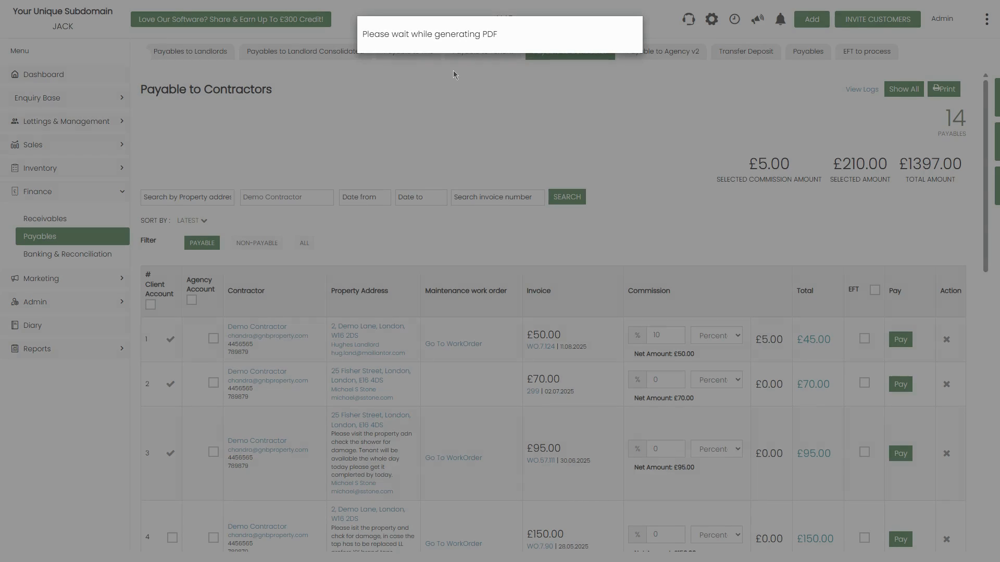 Your Unique Subdomain
JACK
Love Our Software? Share & Earn Up To £300 Credit!
Add
INVITE CUSTOMERS
Admin
Please wait while generating PDF
Menu
Dashboard
Enquiry Base
Lettings & Management
Sales
Inventory
Finance
Receivables
Payables
Banking & Reconciliation
Marketing
Admin
Diary
Reports
Payables to Landlords
Payables to Landlord Consolidate
to Agency v2
Transfer Deposit
Payables
EFT to process
Payable to Contractors
View Logs
Show All
Print
14
PAYABLES
£5.00
SELECTED COMMISSION AMOUNT
£210.00
SELECTED AMOUNT
£1397.00
TOTAL AMOUNT
Search by Property addres
Demo Contractor
Date from
Date to
Search invoice number
SEARCH
SORT BY :
LATEST
Filter
PAYABLE
NON-PAYABLE
ALL
# Client Account
Agency Account
Contractor
Property Address
Maintenance work order
Invoice
Commission
Total
EFT
Pay
Action
1
Demo Contractor
chandra@gnbproperty.com
4456565
789879
2, Demo Lane, London,
W16 2DS
Hughes Landlord
hug.land@mailiantor.com
Go To WorkOrder
£50.00
WO.7.124 | 11.08.2025
% 10 Percent
Net Amount: £50.00
£5.00
£45.00
Pay
2
Demo Contractor
chandra@gnbproperty.com
4456565
789879
25 Fisher Street, London,
London, E16 4DS
Michael S Stone
michael@sstone.com
£70.00
299 | 02.07.2025
% 0 Percent
Net Amount: £70.00
£0.00
£70.00
Pay
3
Demo Contractor
chandra@gnbproperty.com
4456565
789879
25 Fisher Street, London,
London, E16 4DS
Please visit the property adn
check the shower for
damage. Tenant will be
available the whole day
today please get it
complerted by today.
Michael S Stone
michael@sstone.com
Go To WorkOrder
£95.00
WO.57.111 | 30.06.2025
% 0 Percent
Net Amount: £95.00
£0.00
£95.00
Pay
4
Demo Contractor
chandra@gnbproperty.com
4456565
2, Demo Lane, London,
W16 2DS
Please isit the property and
chck for damage, in case the
tap has to be replaced LL
Go To WorkOrder
£150.00
WO.7.90 | 28.05.2025
% 0 Percent
£0.00
£150.00
Pay